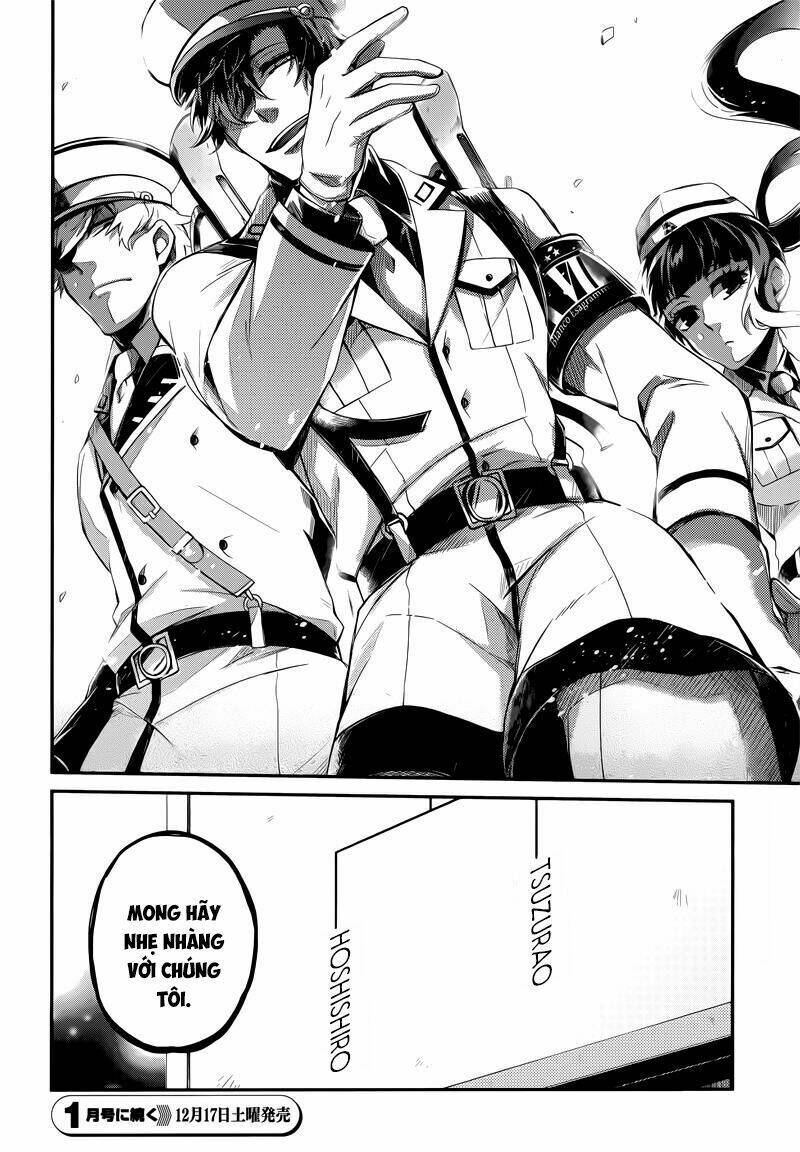 VI
MONG HÃY
NHẸ NHÀNG
VỚI CHÚNG
TÔI.
TSUZURAO
HOSHISHIRO
1月号に続く》》》 12月17日土曜発売